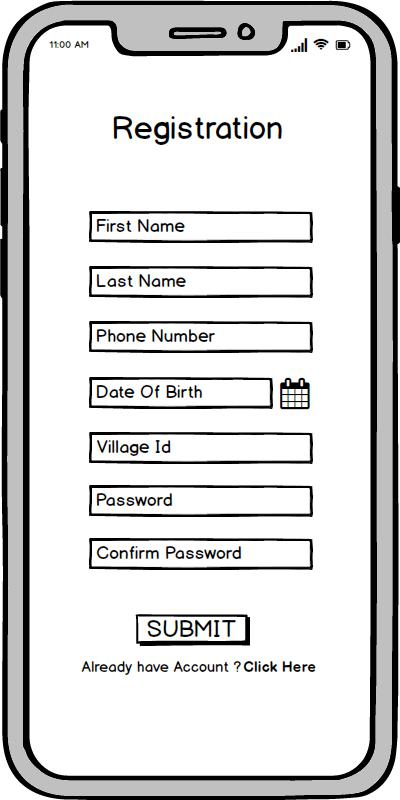 11:00 AM
Registration
First Name
Last Name
Phone Number
Date Of Birth
Village Id
Password
Confirm Password
SUBMIT
Already have Account ? Click Here